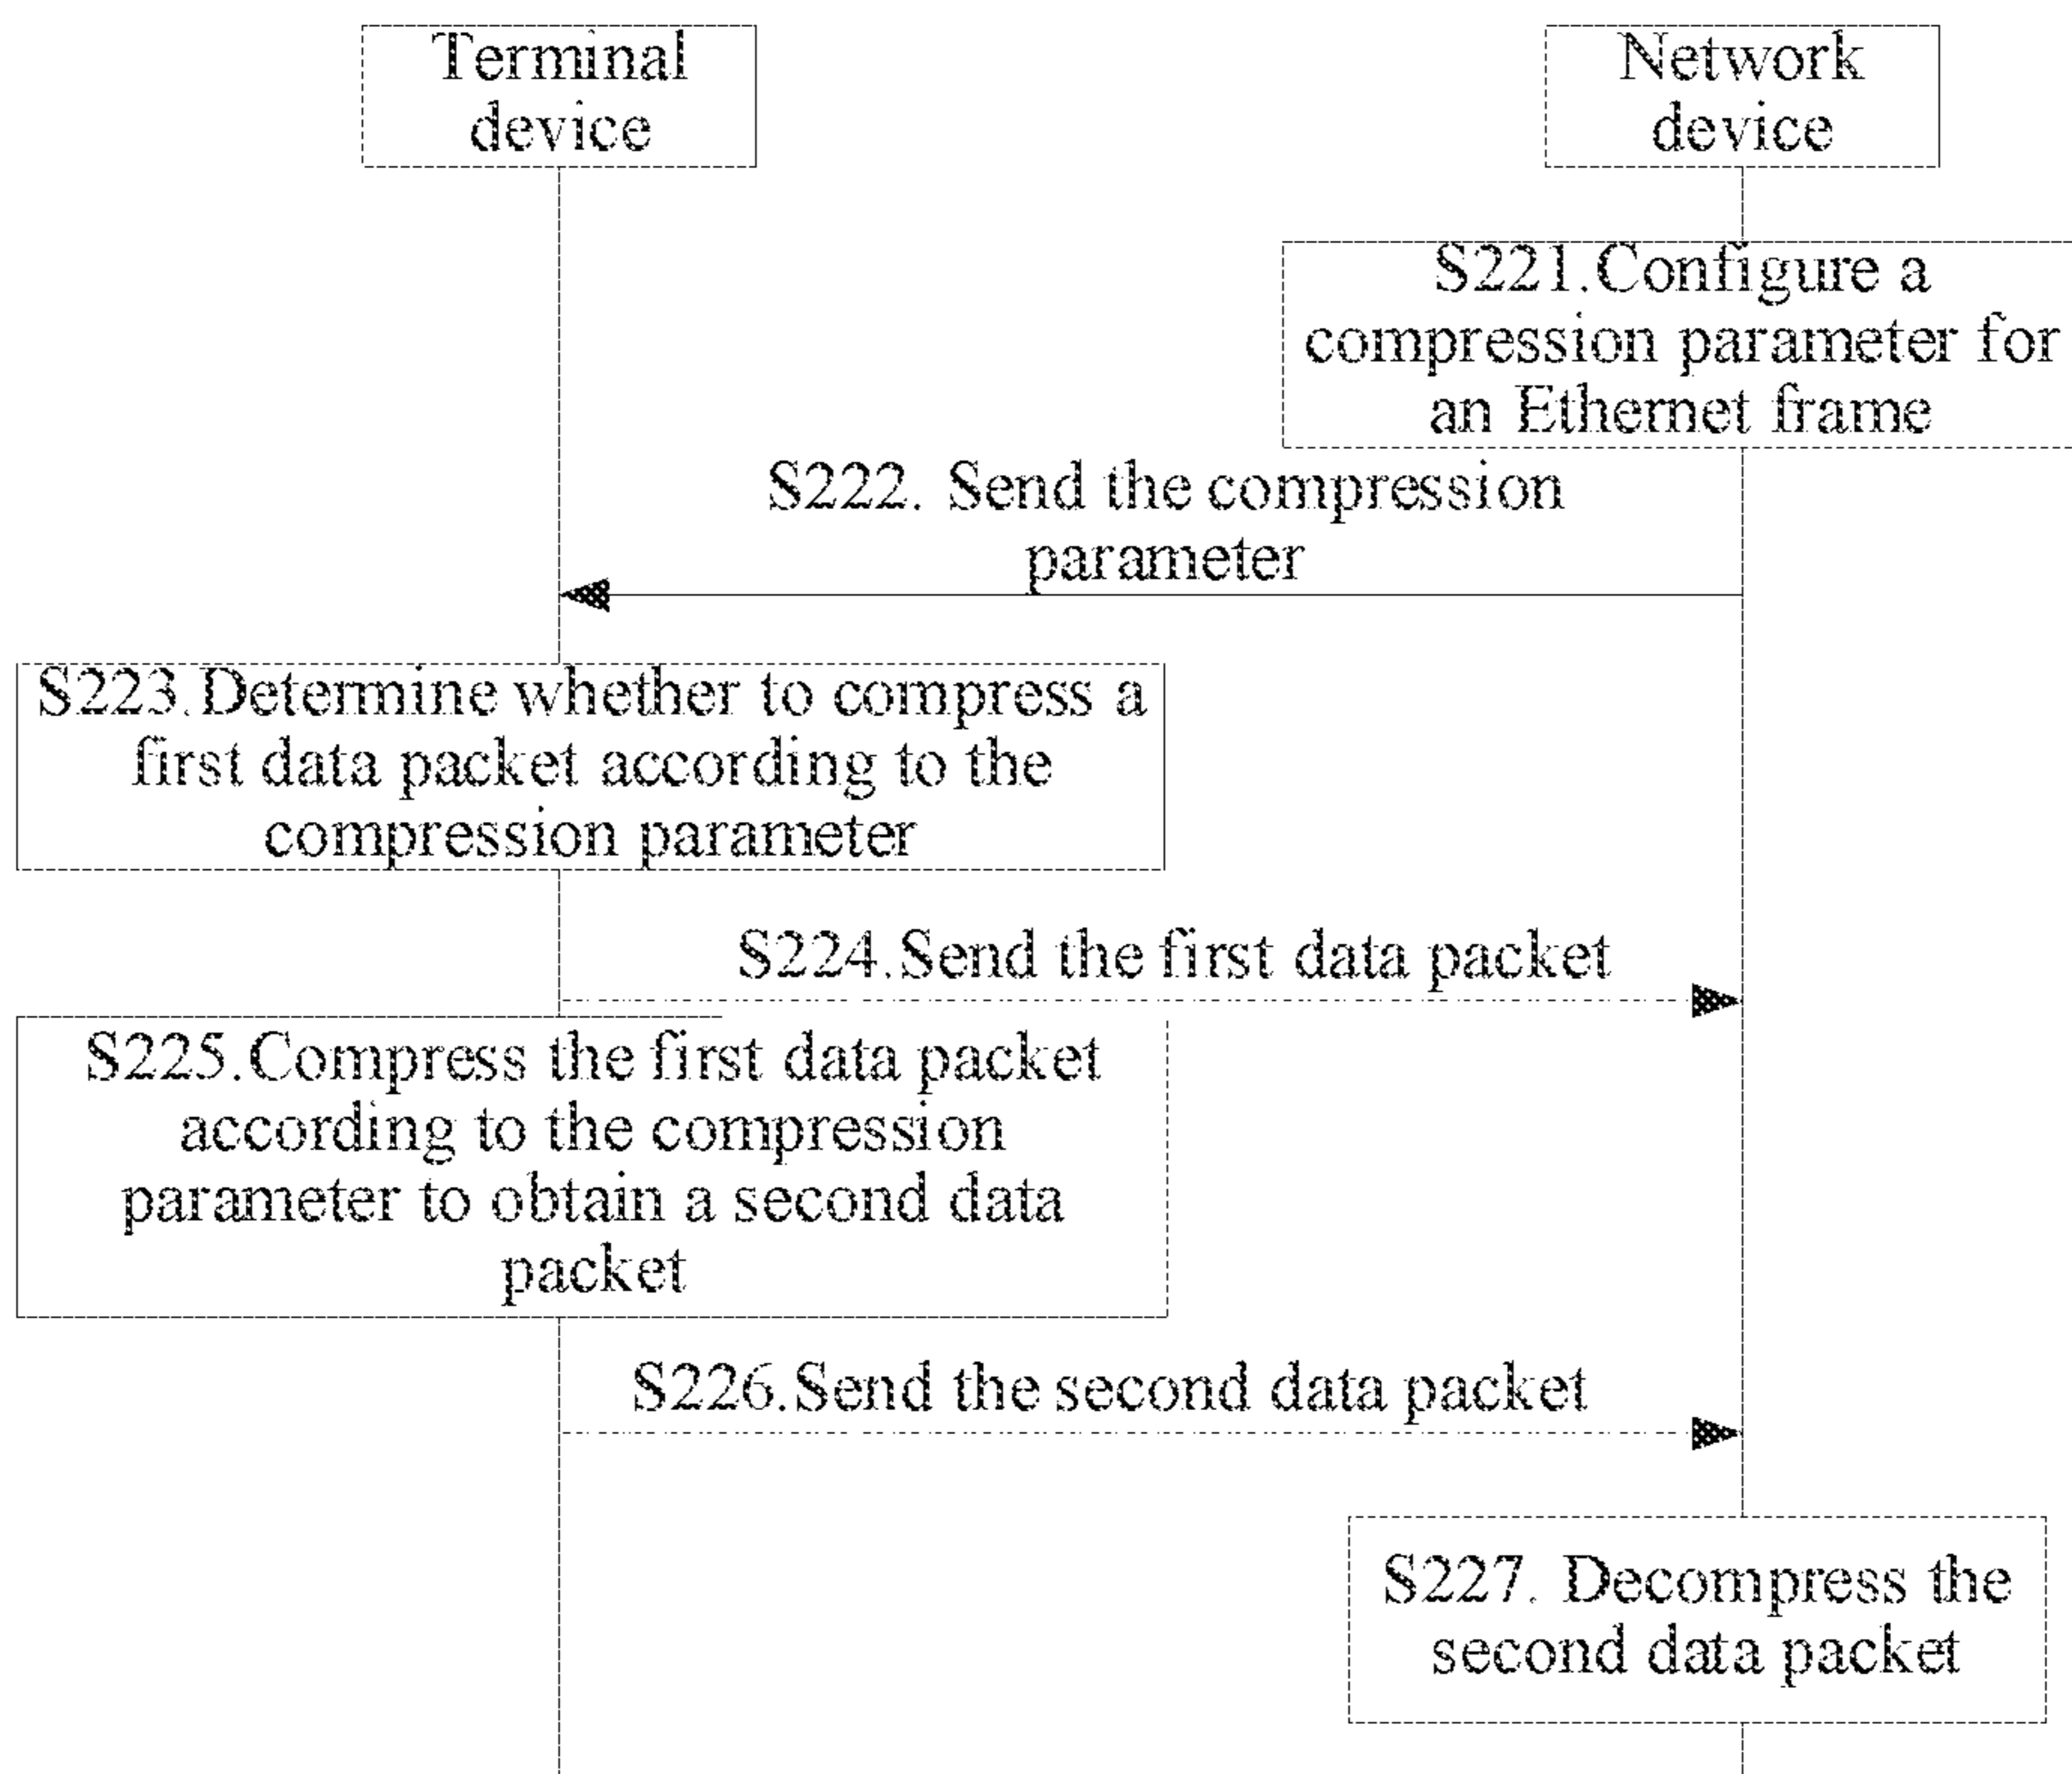 Terminal
device
Network
device
S221.Configure a
compression parameter for
an Ethernet frame
S222. Send the compression
parameter
S223.Determine whether to compress a
first data packet according to the
compression parameter
S224.Send the first data packet
S225.Compress the first data packet
according to the compression
parameter to obtain a second data
packet
S226.Send the second data packet
S227. Decompress the
second data packet